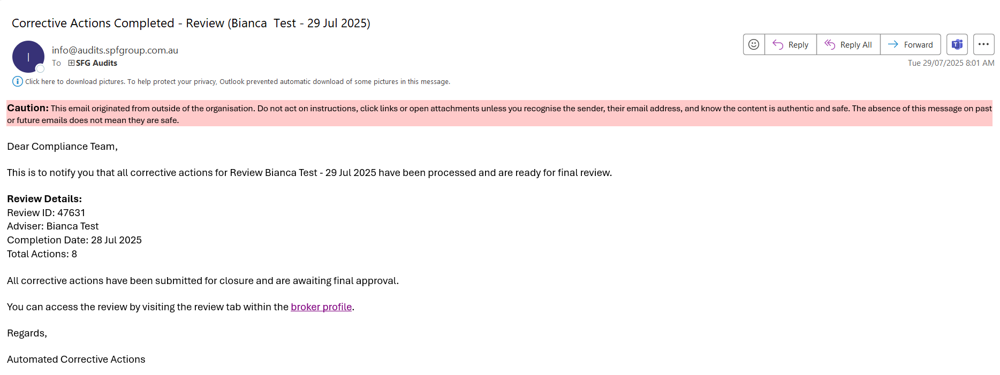 Corrective Actions Completed - Review (Bianca  Test - 29 Jul 2025)
I
info@audits.spfgroup.com.au
To SFG Audits
Reply
Reply All
Forward
Tue 29/07/2025 8:01 AM
Click here to download pictures. To help protect your privacy, Outlook prevented automatic download of some pictures in this message.
Caution: This email originated from outside of the organisation. Do not act on instructions, click links or open attachments unless you recognise the sender, their email address, and know the content is authentic and safe. The absence of this message on past
or future emails does not mean they are safe.
Dear Compliance Team,
This is to notify you that all corrective actions for Review Bianca Test - 29 Jul 2025 have been processed and are ready for final review.
Review Details:
Review ID: 47631
Adviser: Bianca Test
Completion Date: 28 Jul 2025
Total Actions: 8
All corrective actions have been submitted for closure and are awaiting final approval.
You can access the review by visiting the review tab within the broker profile.
Regards,
Automated Corrective Actions